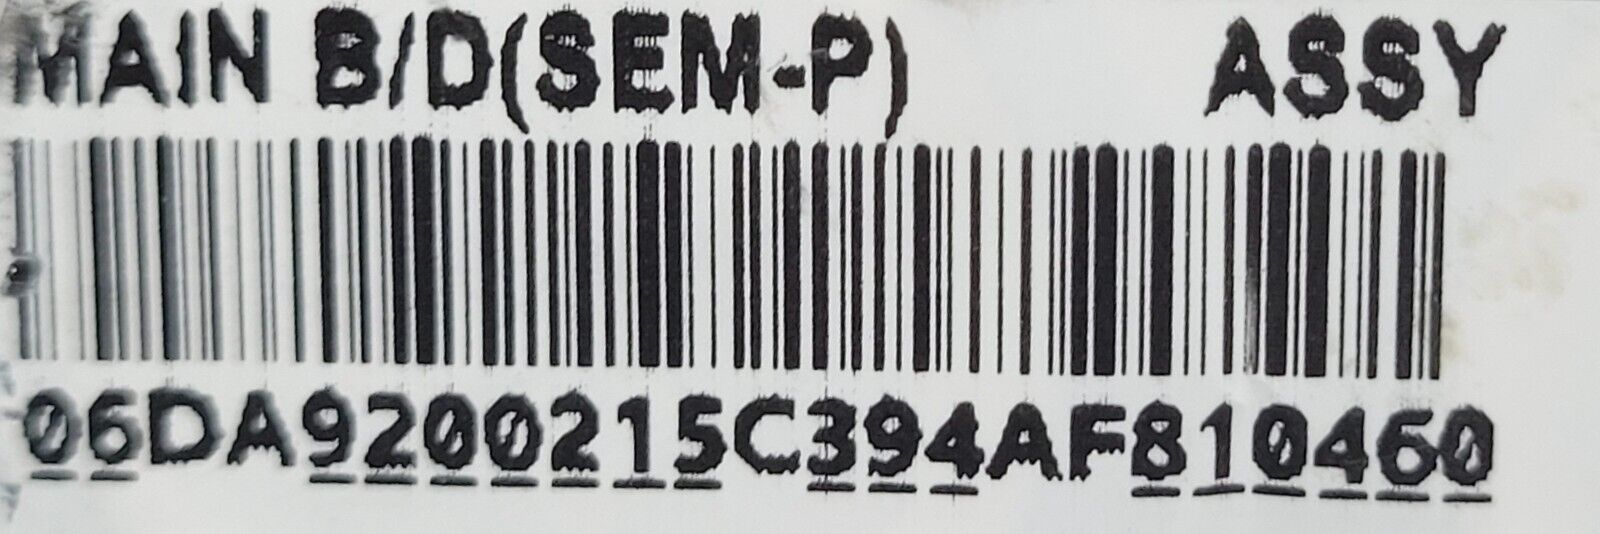 MAIN B/D(SEM-P) ASSY
06DA9200215C394AF810460